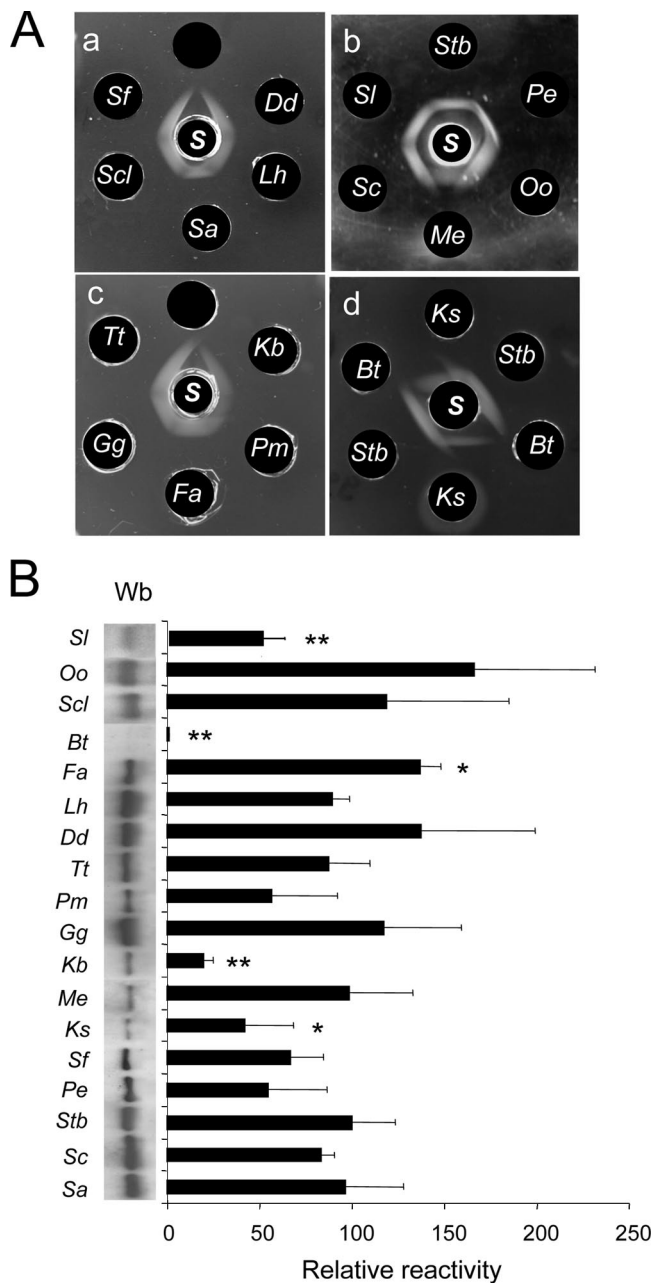 A
a
Sf
Dd
S
Scl
Lh
Sa
b
Stb
Sl
Pe
S
Sc
Oo
Me
c
Tt
Kb
S
Gg
Pm
Fa
d
Ks
Bt
Stb
S
Stb
Bt
Ks
B
Wb
Sl
**
Oo
Scl
Bt
**
Fa
*
Lh
Dd
Tt
Pm
Gg
Kb
**
Me
Ks
*
Sf
Pe
Stb
Sc
Sa
0 50 100 150 200 250
Relative reactivity